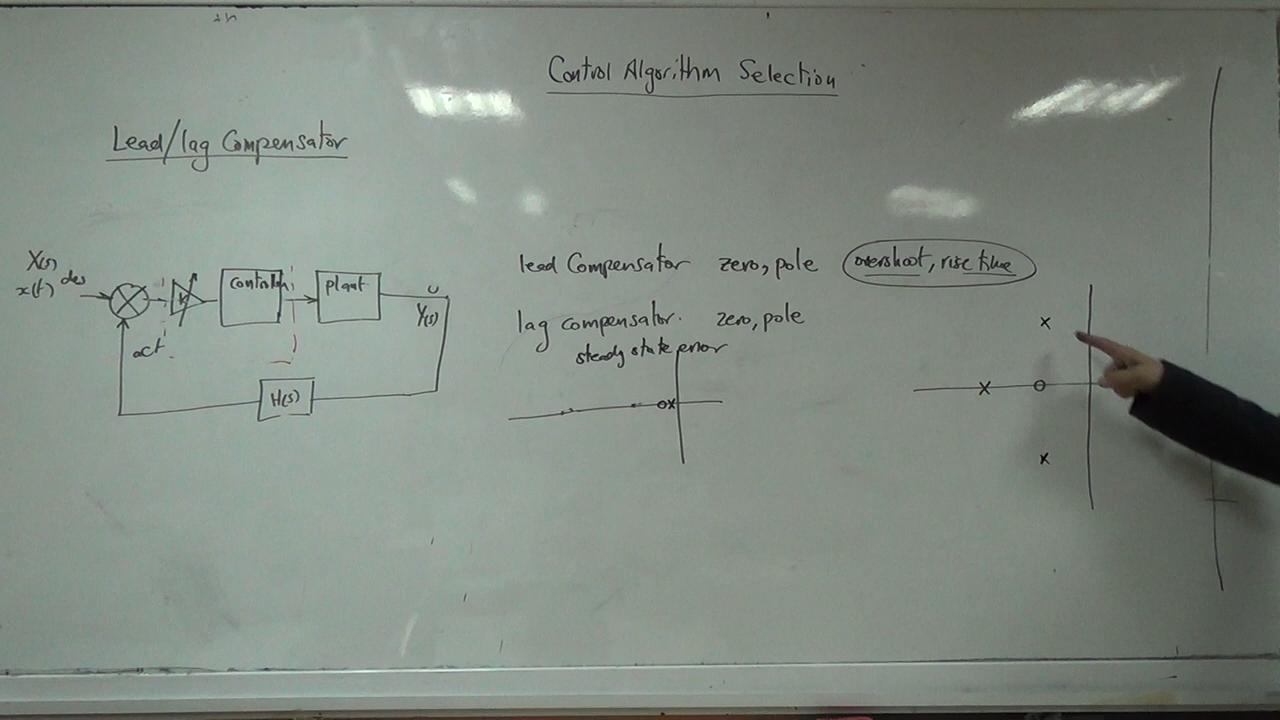 Control Algorithm Selection
Lead/lag Compensator
X(s)
x(t) des
K
Controller
plant
Y(s)
act.
H(s)
lead Compensator zero, pole overshoot, rise time
lag compensator. zero, pole
steady state error